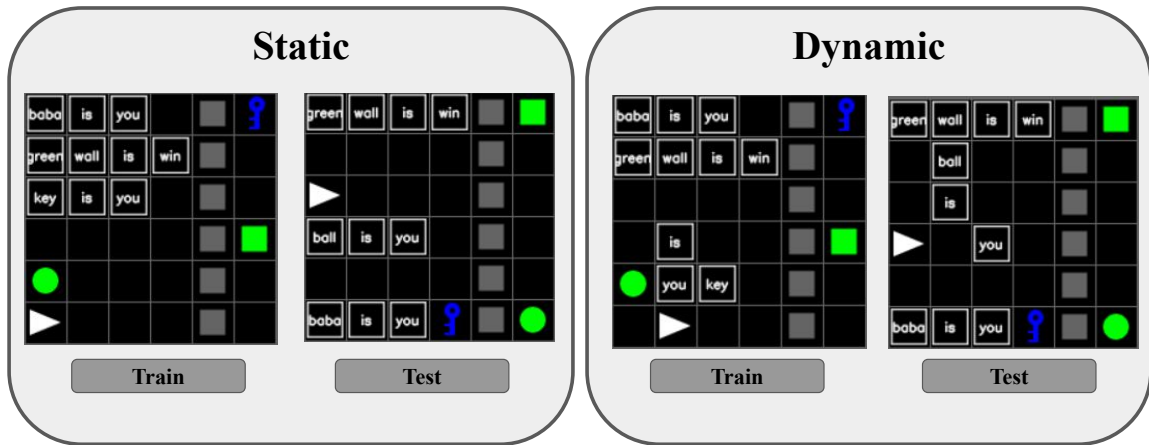 Static
baba is you
green wall is win
key is you
Train
green wall is win
ball is you
baba is you
Test
Dynamic
baba is you
green wall is win
is
you key
Train
green wall is win
ball
is
you
baba is you
Test